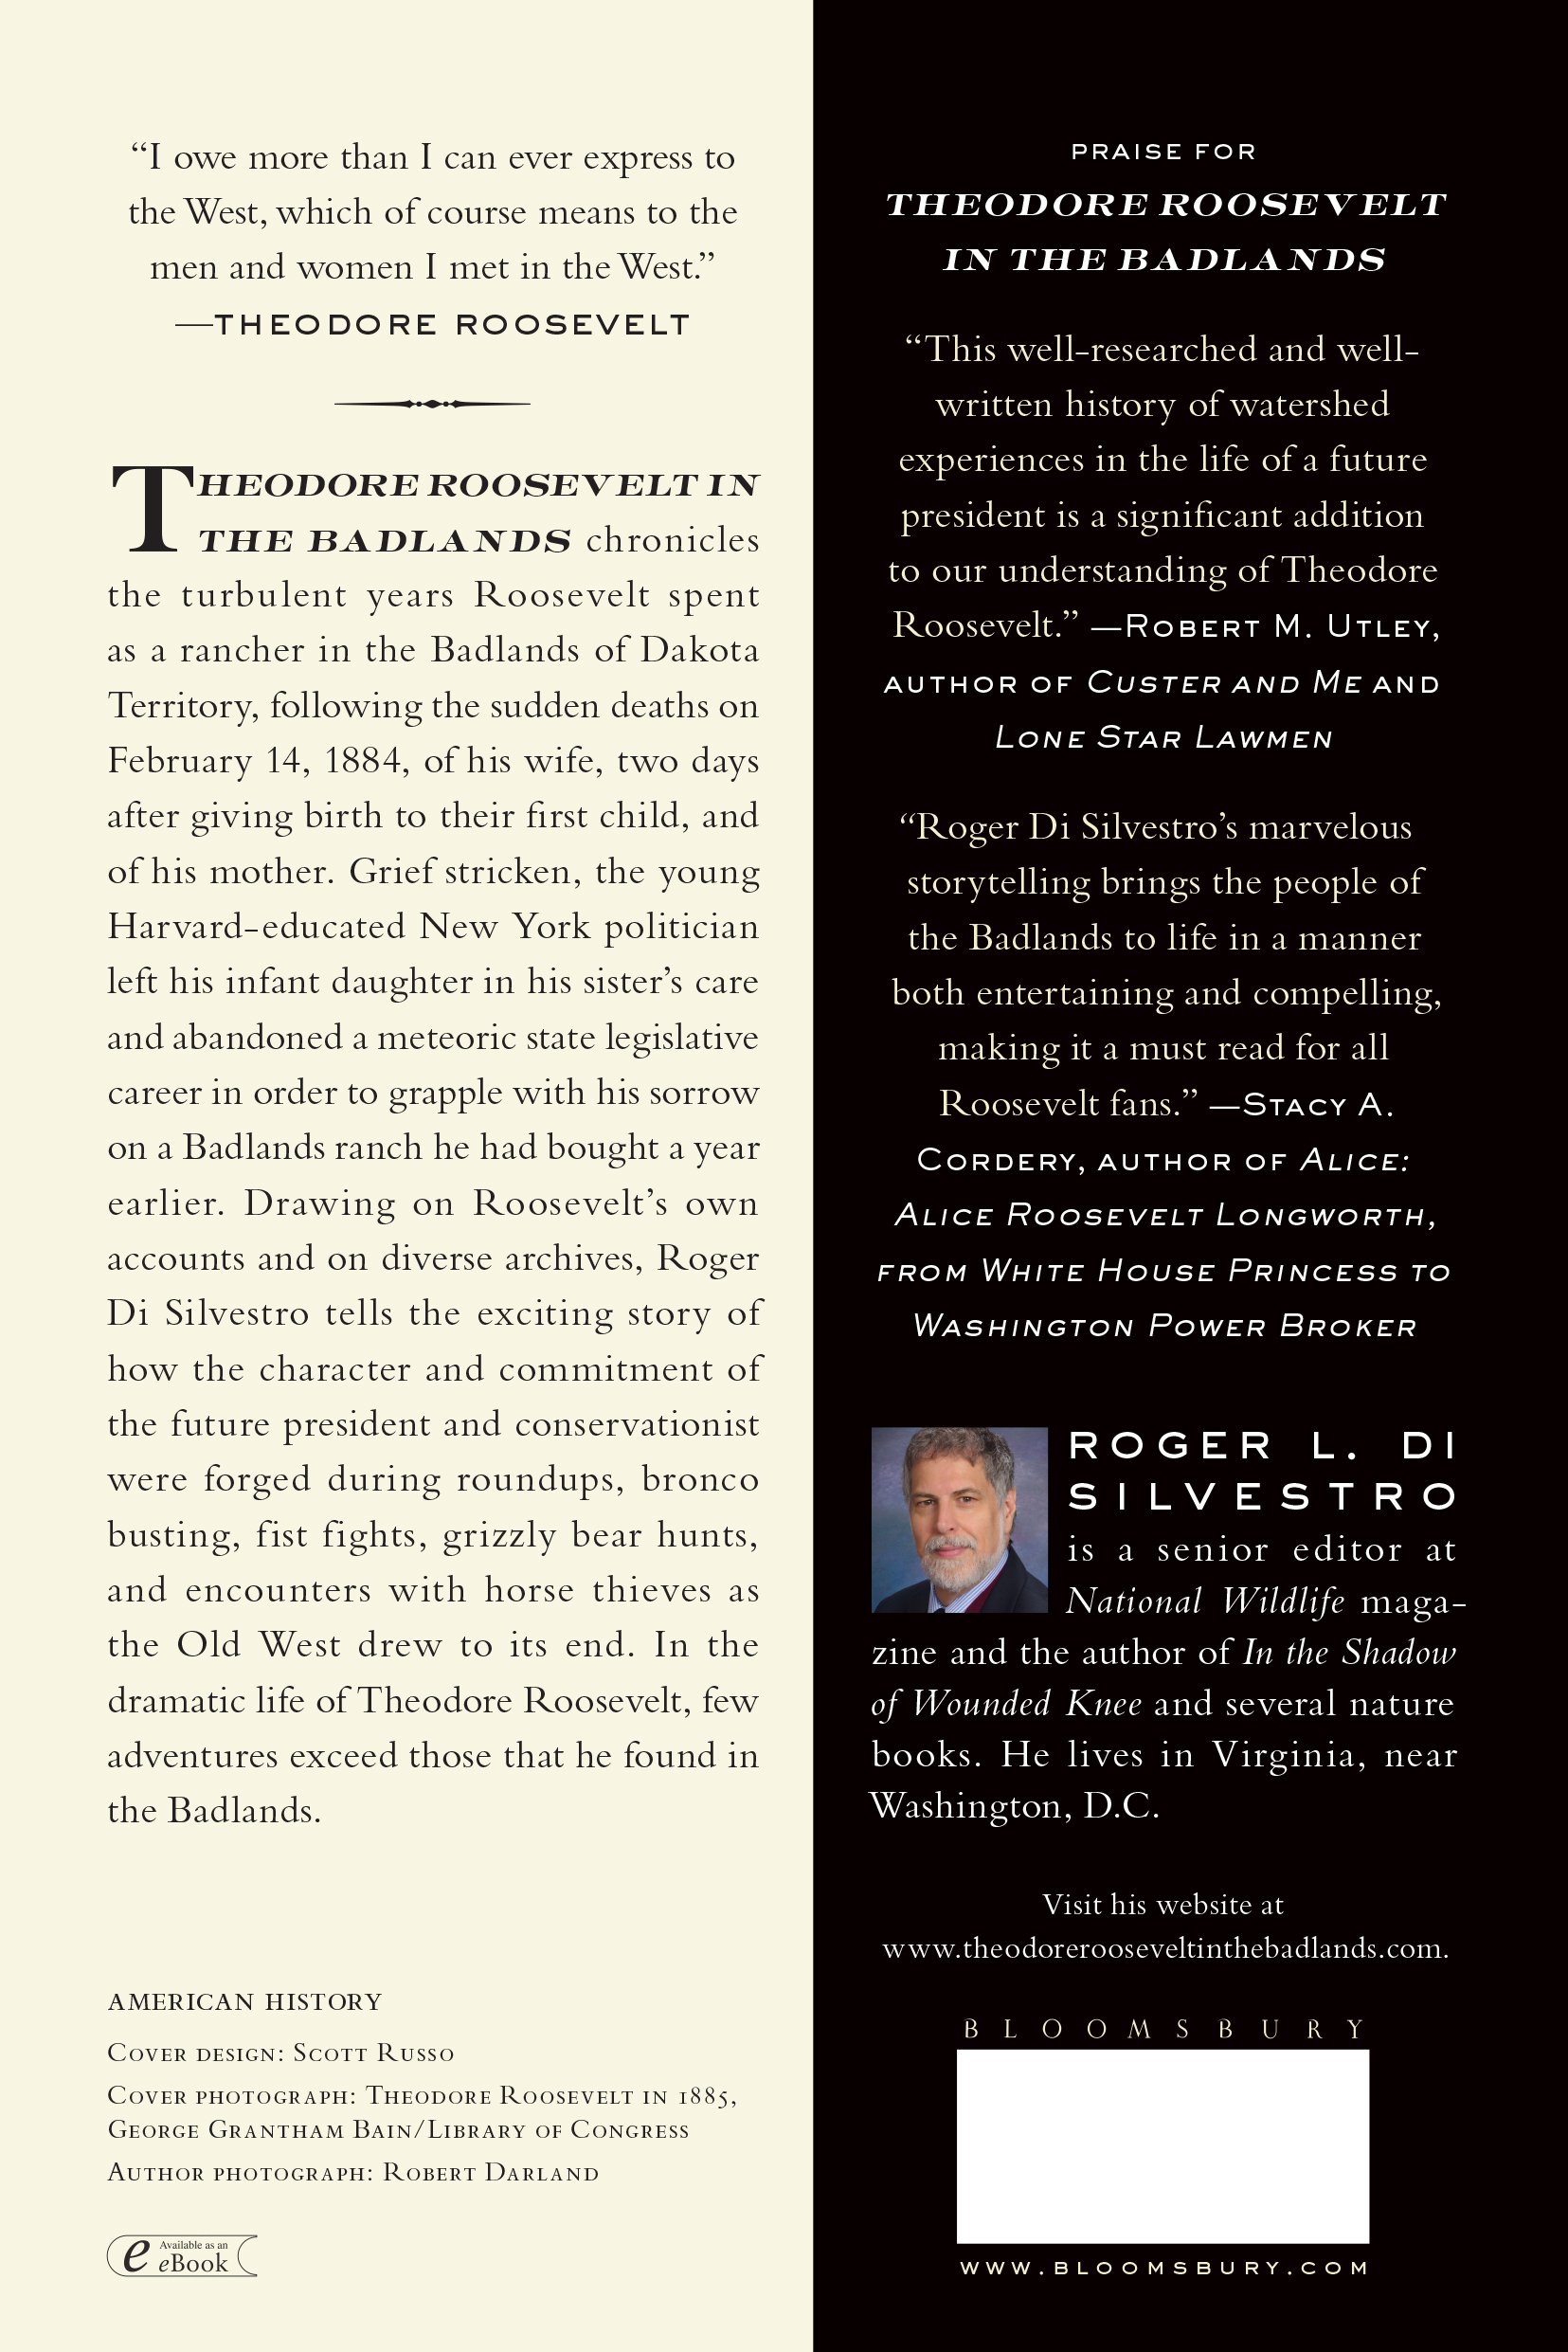 “I owe more than I can ever express to
the West, which of course means to the
men and women I met in the West.”
—THEODORE ROOSEVELT
THEODORE ROOSEVELT IN
THE BADLANDS chronicles
the turbulent years Roosevelt spent
as a rancher in the Badlands of Dakota
Territory, following the sudden deaths on
February 14, 1884, of his wife, two days
after giving birth to their first child, and
of his mother. Grief stricken, the young
Harvard-educated New York politician
left his infant daughter in his sister’s care
and abandoned a meteoric state legislative
career in order to grapple with his sorrow
on a Badlands ranch he had bought a year
earlier. Drawing on Roosevelt’s own
accounts and on diverse archives, Roger
Di Silvestro tells the exciting story of
how the character and commitment of
the future president and conservationist
were forged during roundups, bronco
busting, fist fights, grizzly bear hunts,
and encounters with horse thieves as
the Old West drew to its end. In the
dramatic life of Theodore Roosevelt, few
adventures exceed those that he found in
the Badlands.
AMERICAN HISTORY
COVER DESIGN: SCOTT RUSSO
COVER PHOTOGRAPH: THEODORE ROOSEVELT IN 1885,
GEORGE GRANTHAM BAIN/LIBRARY OF CONGRESS
AUTHOR PHOTOGRAPH: ROBERT DARLAND
e Available as an
eBook
PRAISE FOR
THEODORE ROOSEVELT
IN THE BADLANDS
“This well-researched and well-
written history of watershed
experiences in the life of a future
president is a significant addition
to our understanding of Theodore
Roosevelt.” —ROBERT M. UTLEY,
AUTHOR OF CUSTER AND ME AND
LONE STAR LAWMEN
“Roger Di Silvestro’s marvelous
storytelling brings the people of
the Badlands to life in a manner
both entertaining and compelling,
making it a must read for all
Roosevelt fans.” —STACY A.
CORDERY, AUTHOR OF ALICE:
ALICE ROOSEVELT LONGWORTH,
FROM WHITE HOUSE PRINCESS TO
WASHINGTON POWER BROKER
ROGER L. DI
SILVESTRO
is a senior editor at
National Wildlife maga-
zine and the author of In the Shadow
of Wounded Knee and several nature
books. He lives in Virginia, near
Washington, D.C.
Visit his website at
www.theodorerooseveltinthebadlands.com.
BLOOMSBURY
WWW.BLOOMSBURY.COM